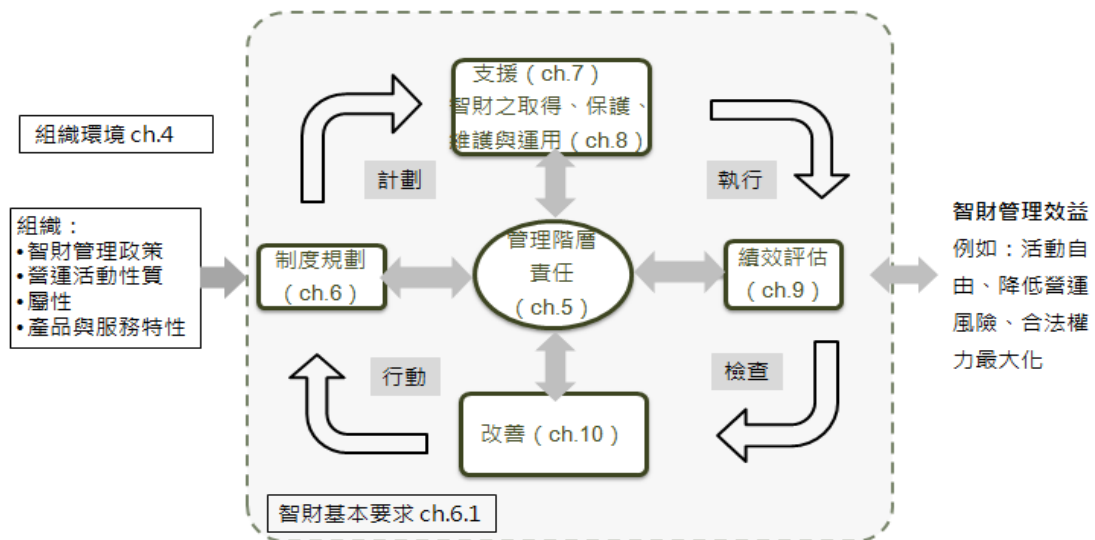 支援（ch.7）
智財之取得、保護、
維護與運用（ch.8）
組織環境 ch.4
計劃
執行
組織：
•智財管理政策
•營運活動性質
•屬性
•產品與服務特性
制度規劃
（ch.6）
管理階層
責任
（ch.5）
績效評估
（ch.9）
智財管理效益
例如：活動自
由、降低營運
風險、合法權
力最大化
行動
檢查
改善（ch.10）
智財基本要求 ch.6.1